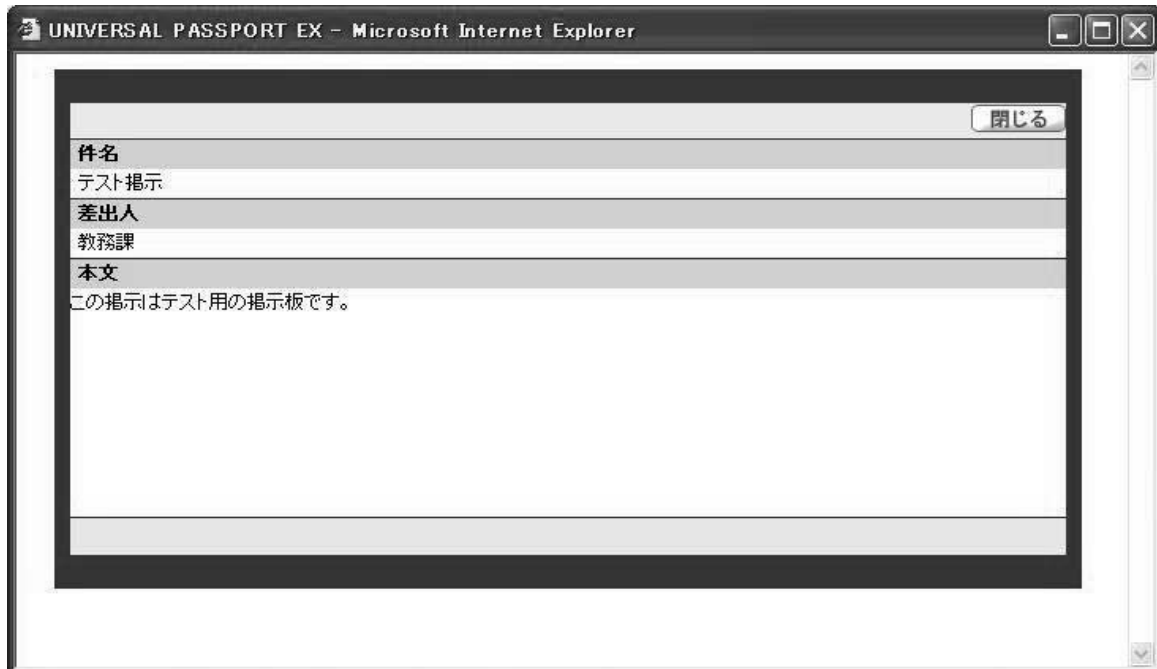 UNIVERSAL PASSPORT EX - Microsoft Internet Explorer
閉じる
件名
テスト掲示
差出人
教務課
本文
この掲示はテスト用の掲示板です。